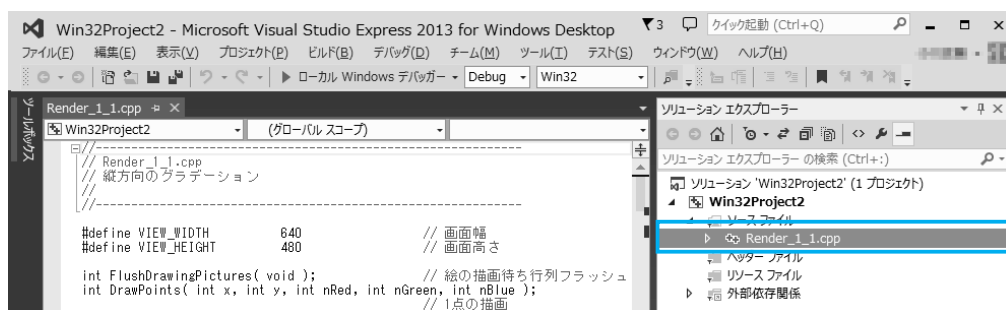 Win32Project2 - Microsoft Visual Studio Express 2013 for Windows Desktop
3
クイック起動 (Ctrl+Q)
ファイル(F) 編集(E) 表示(V) プロジェクト(P) ビルド(B) デバッグ(D) チーム(M) ツール(T) テスト(S) ウィンドウ(W) ヘルプ(H)
ローカル Windows デバッガー Debug Win32
ツールボックス
Render_1_1.cpp
Win32Project2 (グローバル スコープ)
//------------------------------------------------------------
// Render_1_1.cpp
// 縦方向のグラデーション
//
//------------------------------------------------------------
#define VIEW_WIDTH 640 // 画面幅
#define VIEW_HEIGHT 480 // 画面高さ
int FlushDrawingPictures( void ); // 絵の描画待ち行列フラッシュ
int DrawPoints( int x, int y, int nRed, int nGreen, int nBlue );
// 1点の描画
ソリューション エクスプローラー
ソリューション エクスプローラー の検索 (Ctrl+:)
ソリューション 'Win32Project2' (1 プロジェクト)
Win32Project2
ソース ファイル
Render_1_1.cpp
ヘッダー ファイル
リソース ファイル
外部依存関係